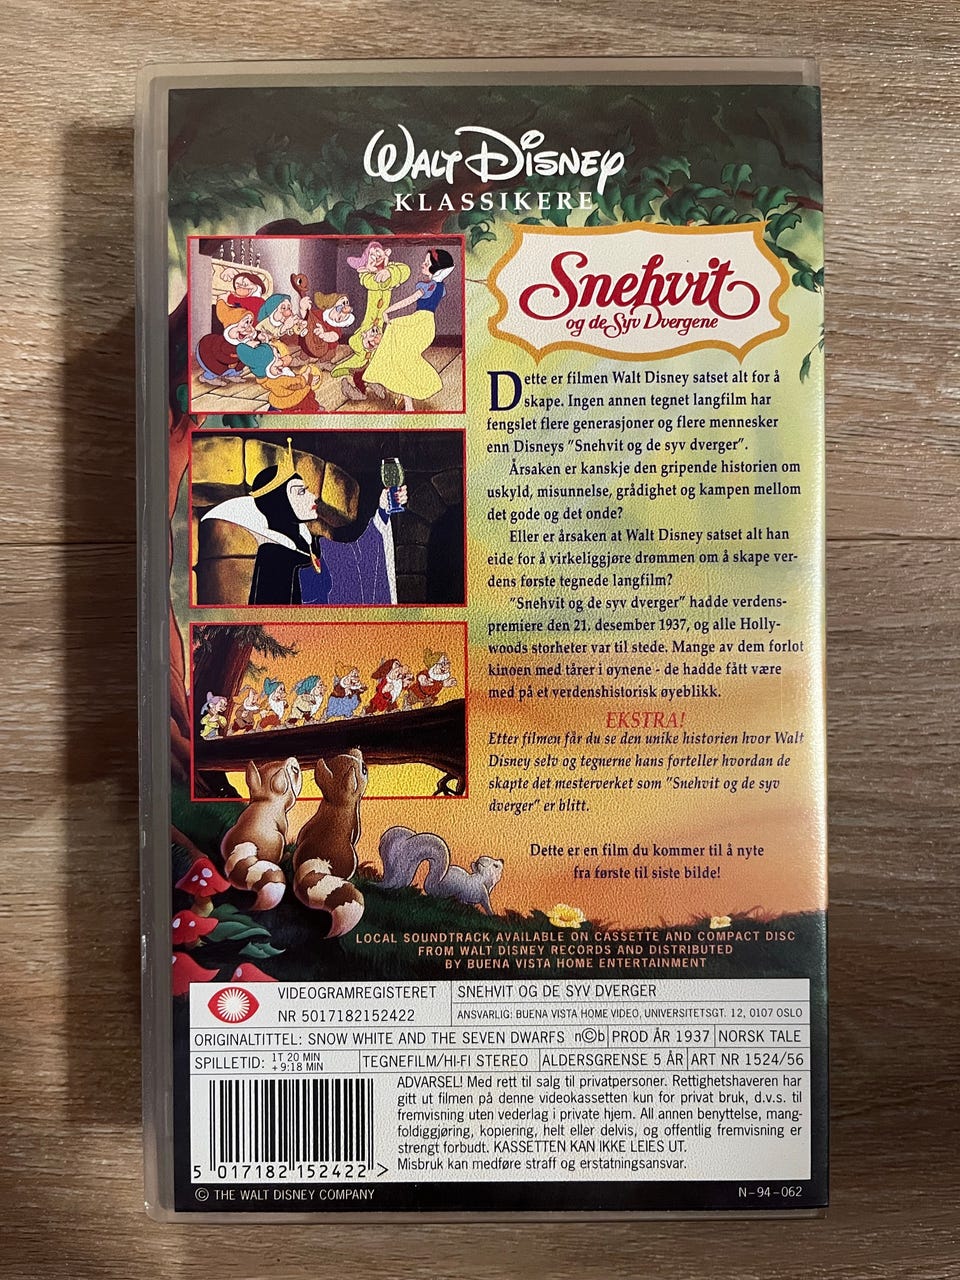 WALT DISNEY
KLASSIKERE
Snehvit
og de Syv Dvergene
Dette er filmen Walt Disney satset alt for å
skape. Ingen annen tegnet langfilm har
fengslet flere generasjoner og flere mennesker
enn Disneys "Snehvit og de syv dverger".
Årsaken er kanskje den gripende historien om
uskyld, misunnelse, grådighet og kampen mellom
det gode og det onde?
Eller er årsaken at Walt Disney satset alt han
eide for å virkeliggjøre drømmen om å skape ver-
dens første tegnede langfilm?
"Snehvit og de syv dverger" hadde verdens-
premiere den 21. desember 1937, og alle Holly-
woods storheter var til stede. Mange av dem forlot
kinoen med tårer i øynene - de hadde fått være
med på et verdenshistorisk øyeblikk.
EKSTRA!
Etter filmen får du se den unike historien hvor Walt
Disney selv og tegnerne hans forteller hvordan de
skapte det mesterverket som "Snehvit og de syv
dverger" er blitt.
Dette er en film du kommer til å nyte
fra første til siste bilde!
LOCAL SOUNDTRACK AVAILABLE ON CASSETTE AND COMPACT DISC
FROM WALT DISNEY RECORDS AND DISTRIBUTED
BY BUENA VISTA HOME ENTERTAINMENT
VIDEOGRAMREGISTERET
NR 5017182152422
SNEHVIT OG DE SYV DVERGER
ANSVARLIG: BUENA VISTA HOME VIDEO, UNIVERSITETSGT. 12, 0107 OSLO
ORIGINALTITTEL: SNOW WHITE AND THE SEVEN DWARFS n©b PROD ÅR 1937 NORSK TALE
SPILLETID: 1T 20 MIN
+ 9:18 MIN
TEGNEFILM/HI-FI STEREO ALDERSGRENSE 5 ÅR ART NR 1524/56
ADVARSEL! Med rett til salg til privatpersoner. Rettighetshaveren har
gitt ut filmen på denne videokassetten kun for privat bruk, d.v.s. til
fremvisning uten vederlag i private hjem. All annen benyttelse, mang-
foldiggjøring, kopiering, helt eller delvis, og offentlig fremvisning er
strengt forbudt. KASSETTEN KAN IKKE LEIES UT.
Misbruk kan medføre straff og erstatningsansvar.
5 017182 152422 >
© THE WALT DISNEY COMPANY
N-94-062